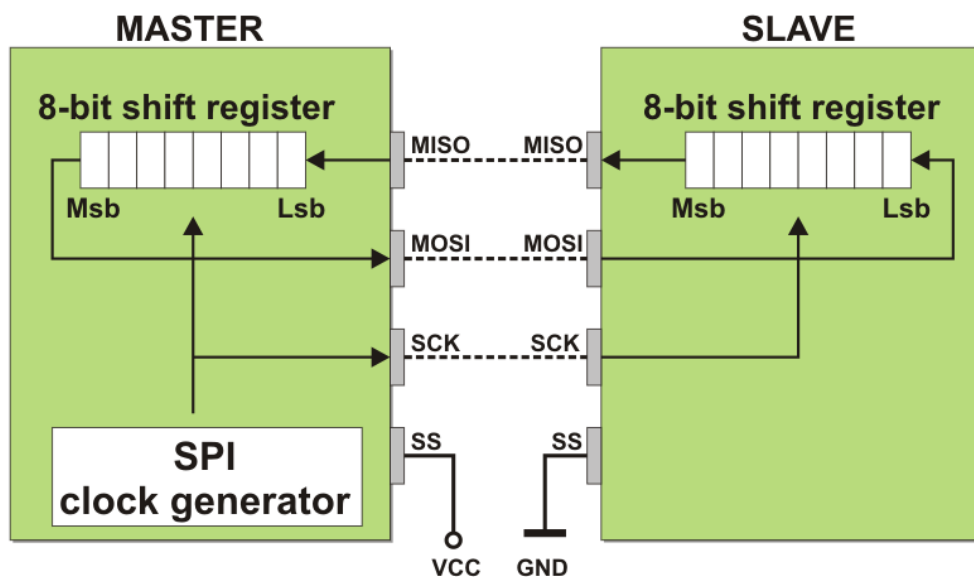 MASTER
SLAVE
8-bit shift register
8-bit shift register
MISO
MISO
Msb
Lsb
Msb
Lsb
MOSI
MOSI
SCK
SCK
SS
SS
SPI
clock generator
VCC
GND